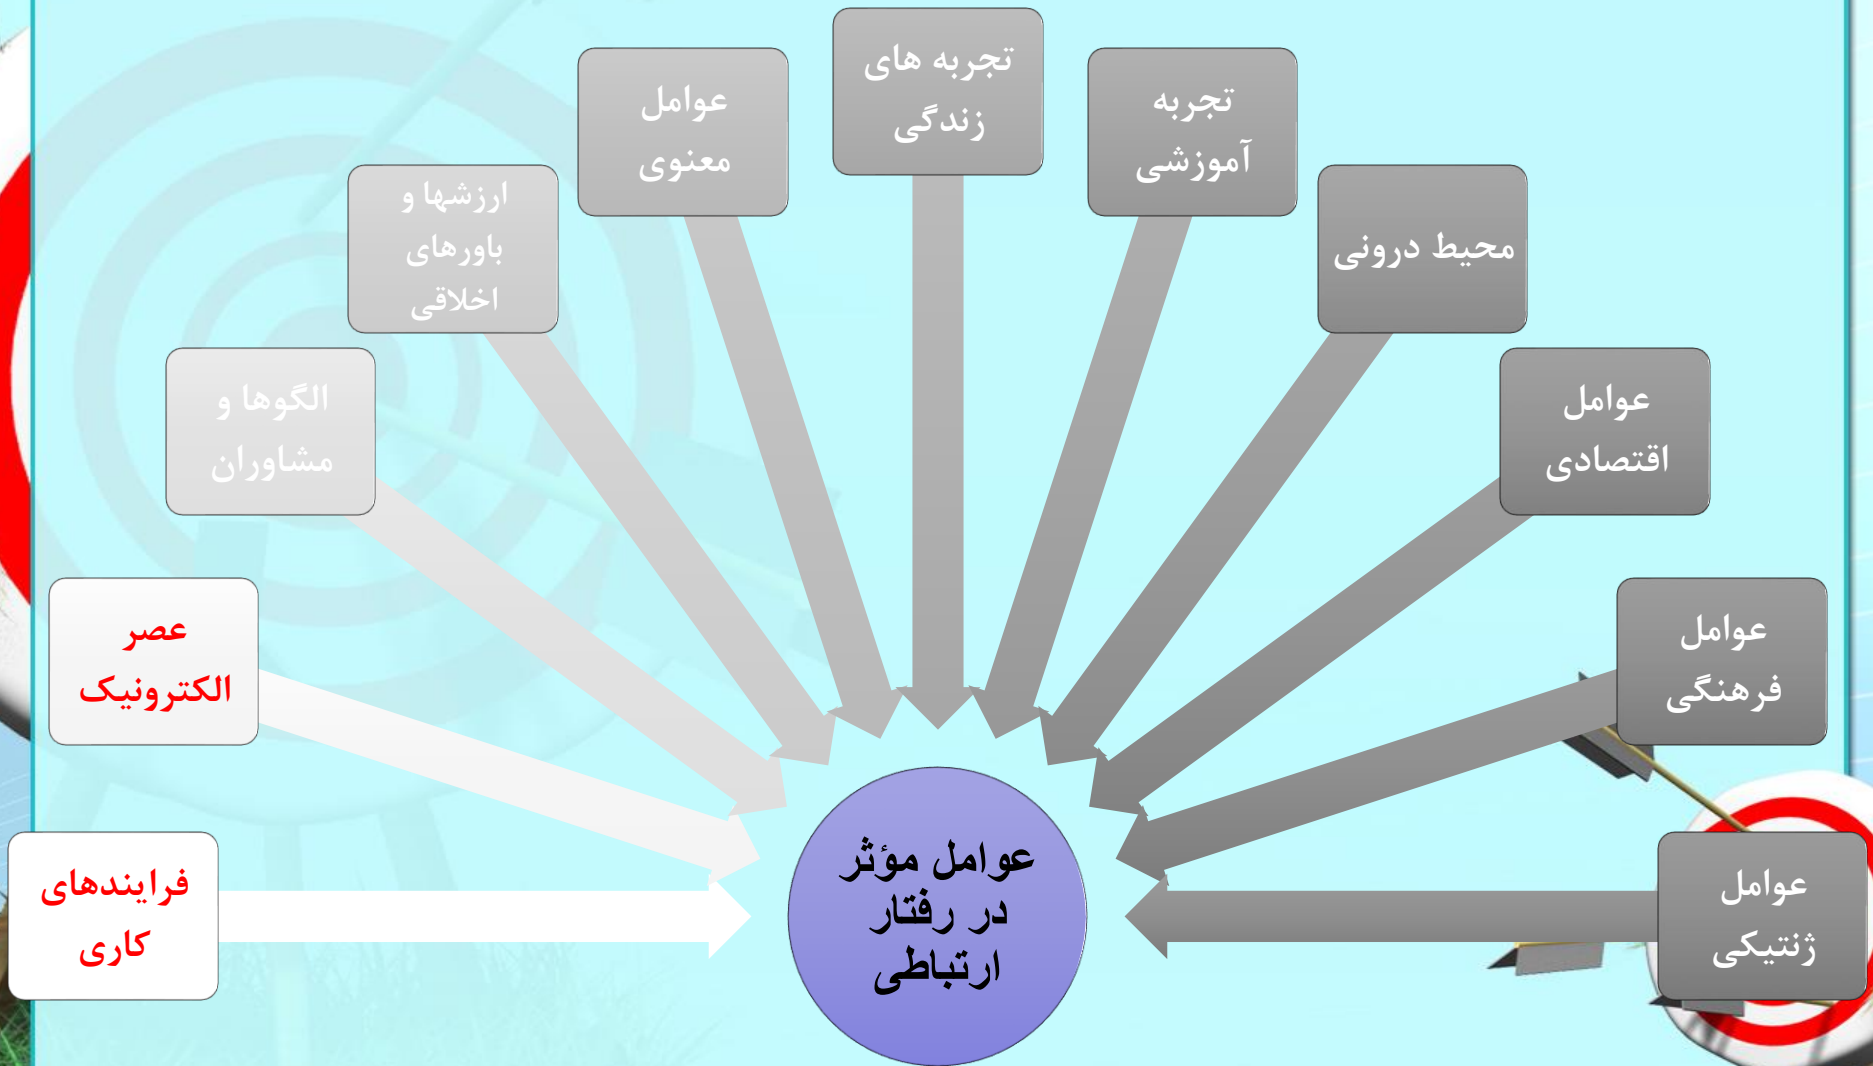 عوامل
ژنتیکی
عوامل
فرهنگی
عوامل
اقتصادی
محیط درونی
تجربه
آموزشی
تجربه های
زندگی
عوامل
معنوی
ارزشها و
باورهای
اخلاقی
الگوها و
مشاوران
عصر
الکترونیک
فرایندهای
کاری
عوامل مؤثر
در رفتار
ارتباطی